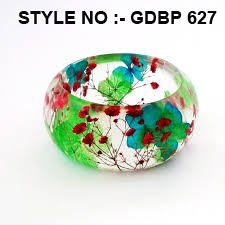 STYLE NO :- GDBP 627